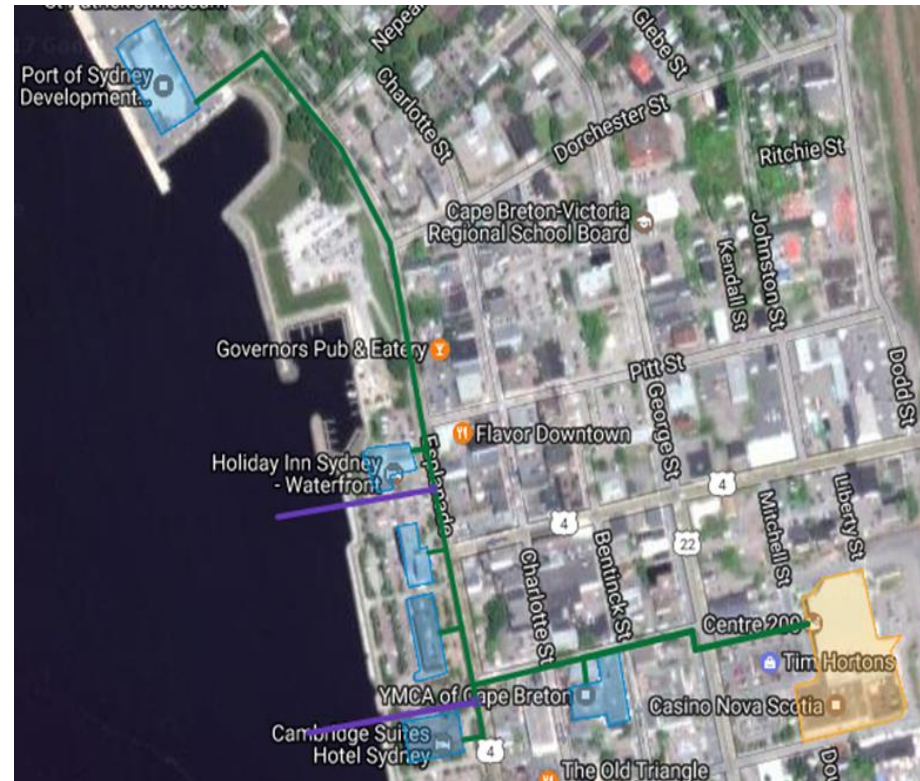 Nepean
Glebe St
Port of Sydney
Development..
Charlotte St
Dorchester St
Ritchie St
Cape Breton-Victoria
Regional School Board
Johnston St
Kendall St
Governors Pub & Eatery
Pitt St
Dodd St
George St
Flavor Downtown
Esplanade
Holiday Inn Sydney
- Waterfront
4
4
22
Mitchell St
Liberty St
Charlotte St
Bentinck St
Centre 200
Tim Hortons
YMCA of Cape Breton
Casino Nova Scotia
Cambridge Suites
Hotel Sydney
4
The Old Triangle